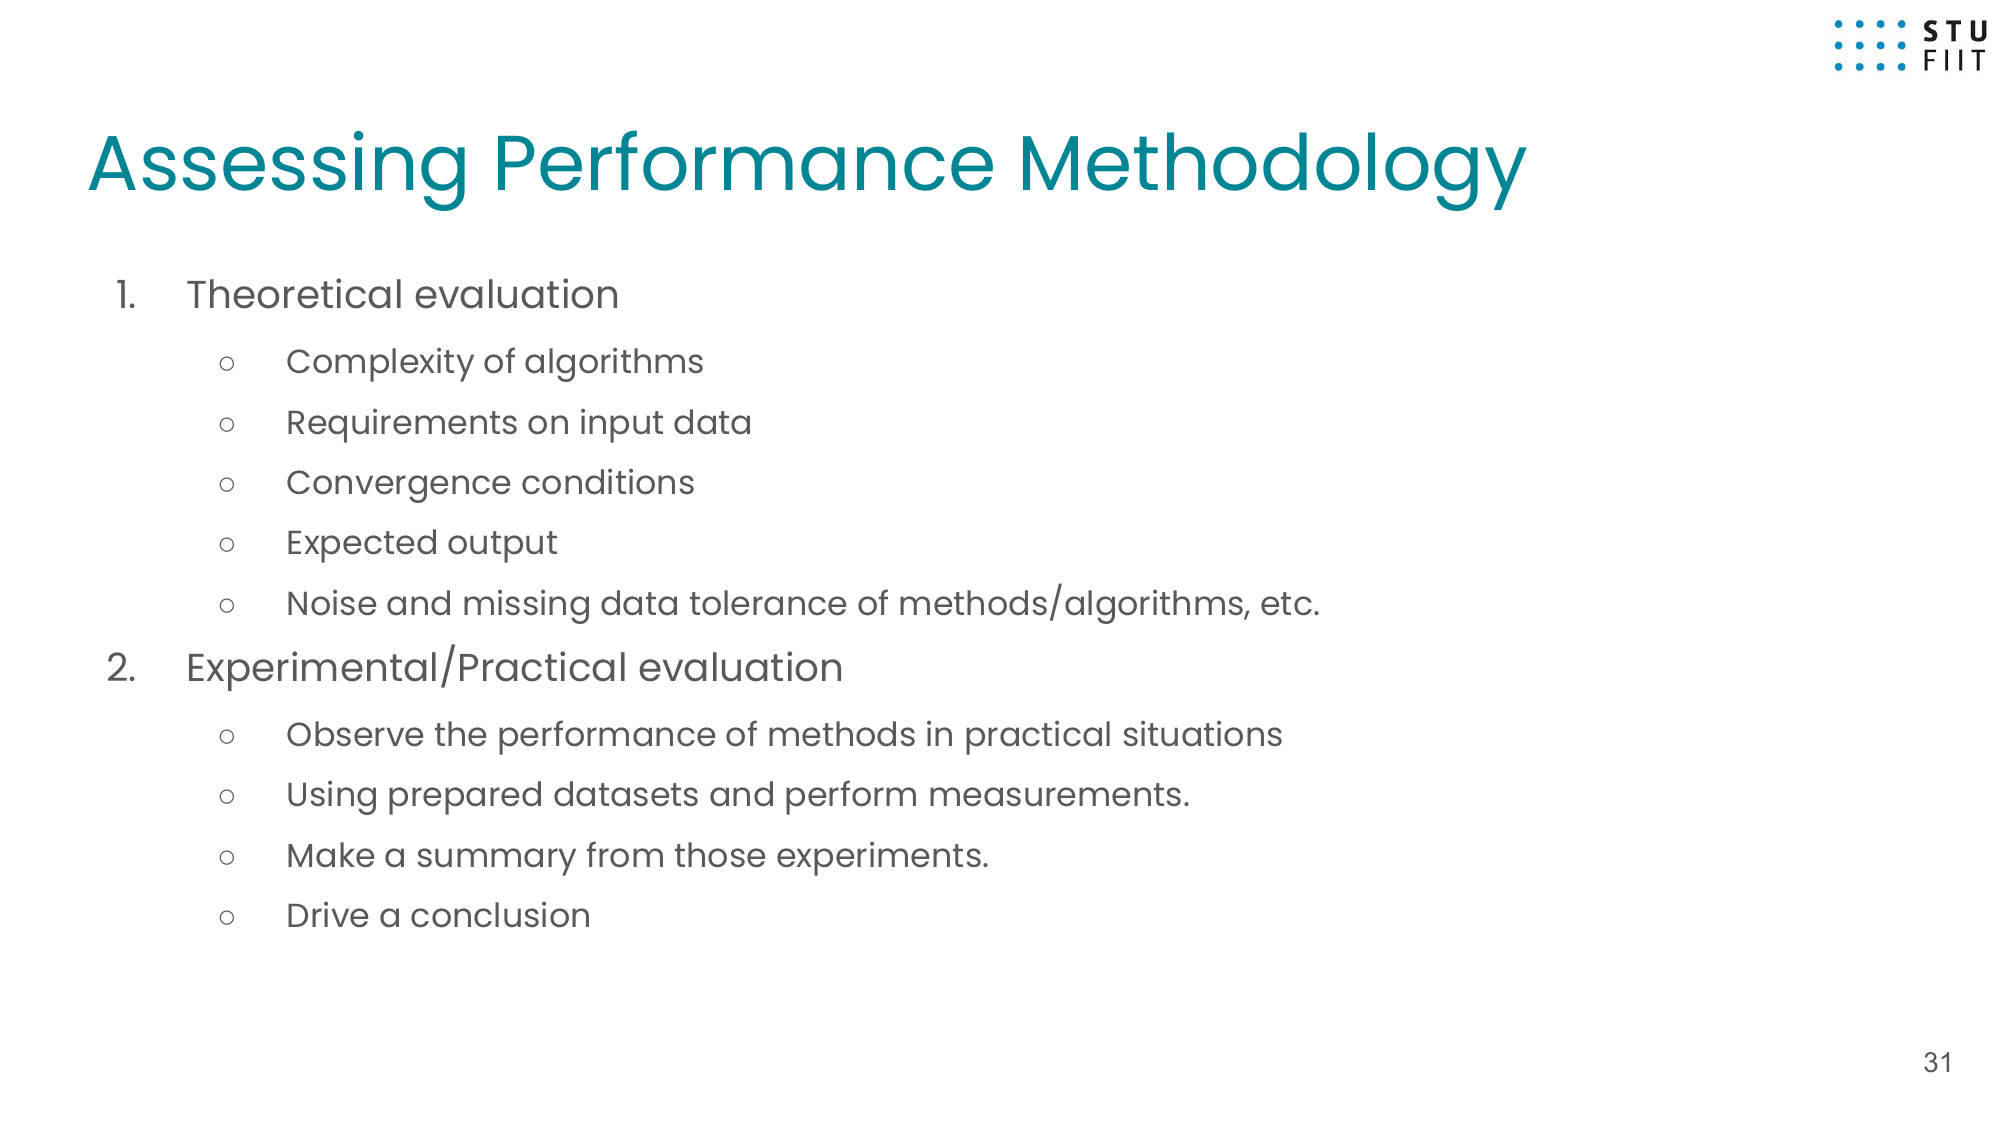 STU
FIIT
Assessing Performance Methodology
1. Theoretical evaluation
○ Complexity of algorithms
○ Requirements on input data
○ Convergence conditions
○ Expected output
○ Noise and missing data tolerance of methods/algorithms, etc.
2. Experimental/Practical evaluation
○ Observe the performance of methods in practical situations
○ Using prepared datasets and perform measurements.
○ Make a summary from those experiments.
○ Drive a conclusion
31